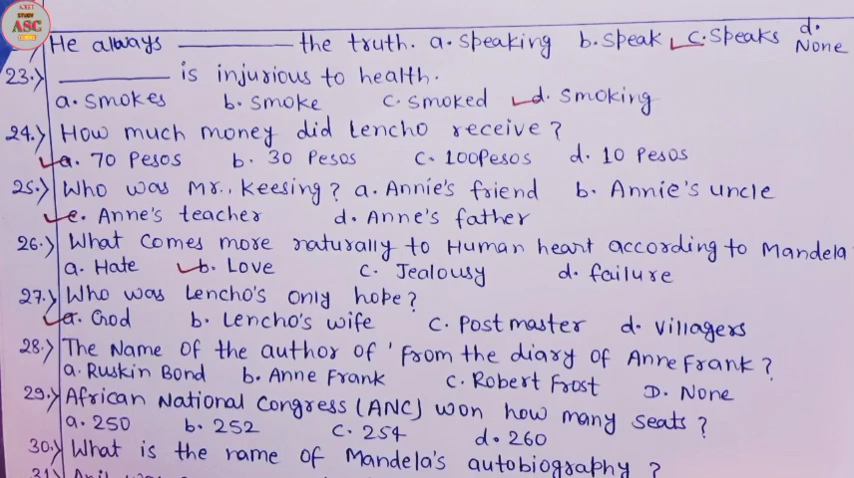 AXIT
STUDY
ASC
He always ________ the truth. a. speaking b. speak c. speaks d. None
23.> ________ is injurious to health.
a. smokes b. smoke c. smoked d. smoking
24.> How much money did Lencho receive?
a. 70 Pesos b. 30 Pesos c. 100 Pesos d. 10 Pesos
25.> Who was Mr.. Keesing? a. Annie's friend b. Annie's uncle
c. Anne's teacher d. Anne's father
26.> What comes more naturally to Human heart according to Mandela
a. Hate b. Love c. Jealousy d. failure
27.> Who was Lencho's only hope?
a. God b. Lencho's wife c. Post master d. villagers
28.> The Name of the author of 'From the diary of Anne Frank?
a. Ruskin Bond b. Anne Frank c. Robert Frost D. None
29.> African National Congress (ANC) won how many seats?
a. 250 b. 252 c. 254 d. 260
30.> What is the name of Mandela's autobiography?
31>